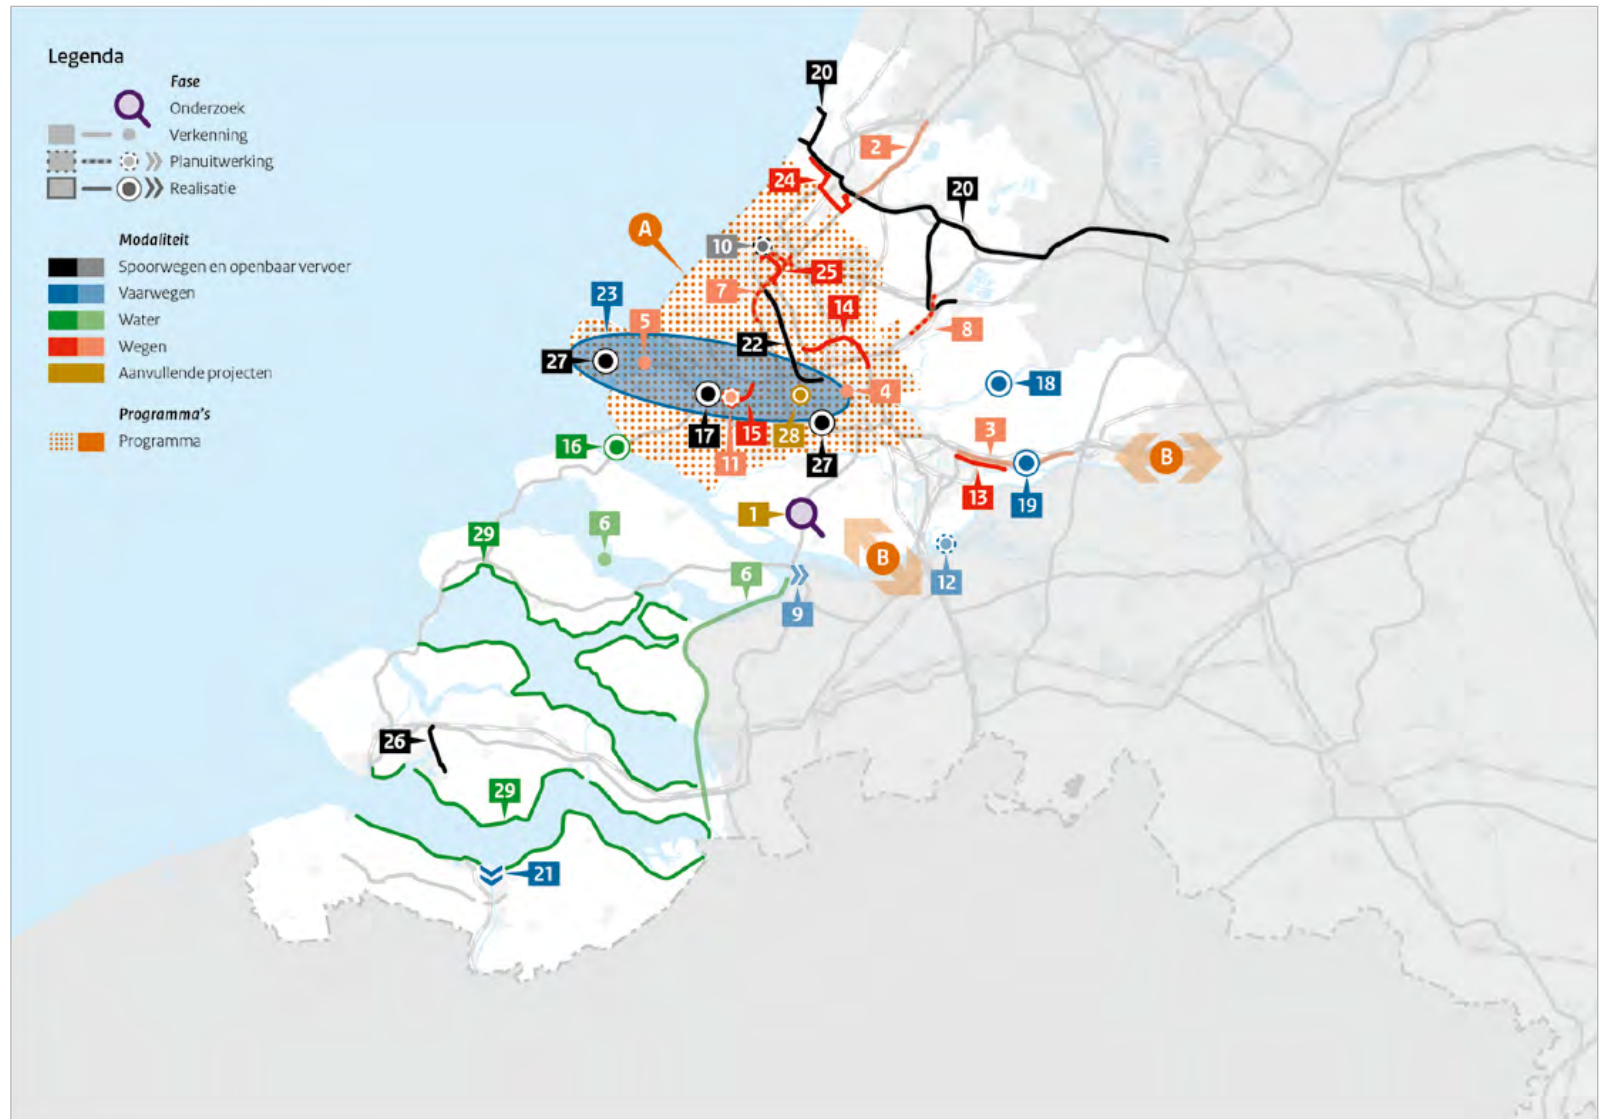 Legenda
Fase
Onderzoek
Verkenning
Planuitwerking
Realisatie
Modaliteit
Spoorwegen en openbaar vervoer
Vaarwegen
Water
Wegen
Aanvullende projecten
Programma's
Programma
20
2
24
20
A
10
25
7
23
5
14
8
22
27
4
18
17
15
28
3
16
11
27
13
19
B
1
29
6
B
6
12
9
26
29
21